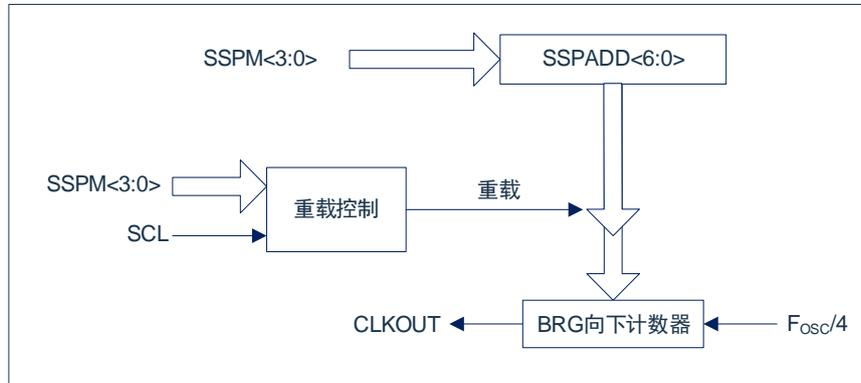 SSPM<3:0>
SSPADD<6:0>
SSPM<3:0>
重载控制
重载
SCL
CLKOUT
BRG向下计数器
FOSC/4